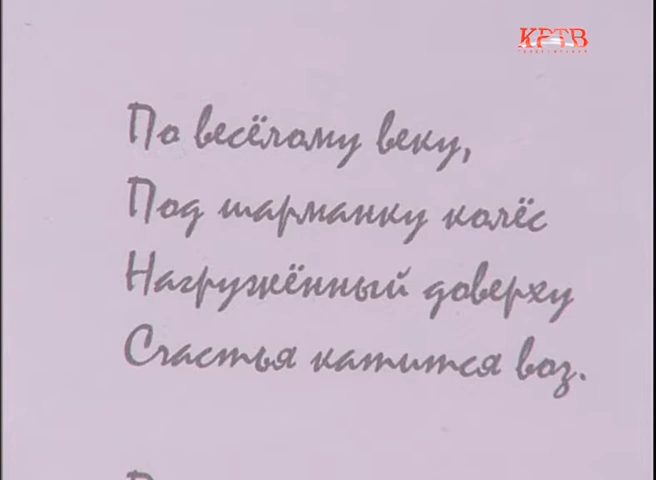 КРТВ
По весёлому веку,
Под шарманку колёс
Нагружённый доверху
Счастья катится воз.